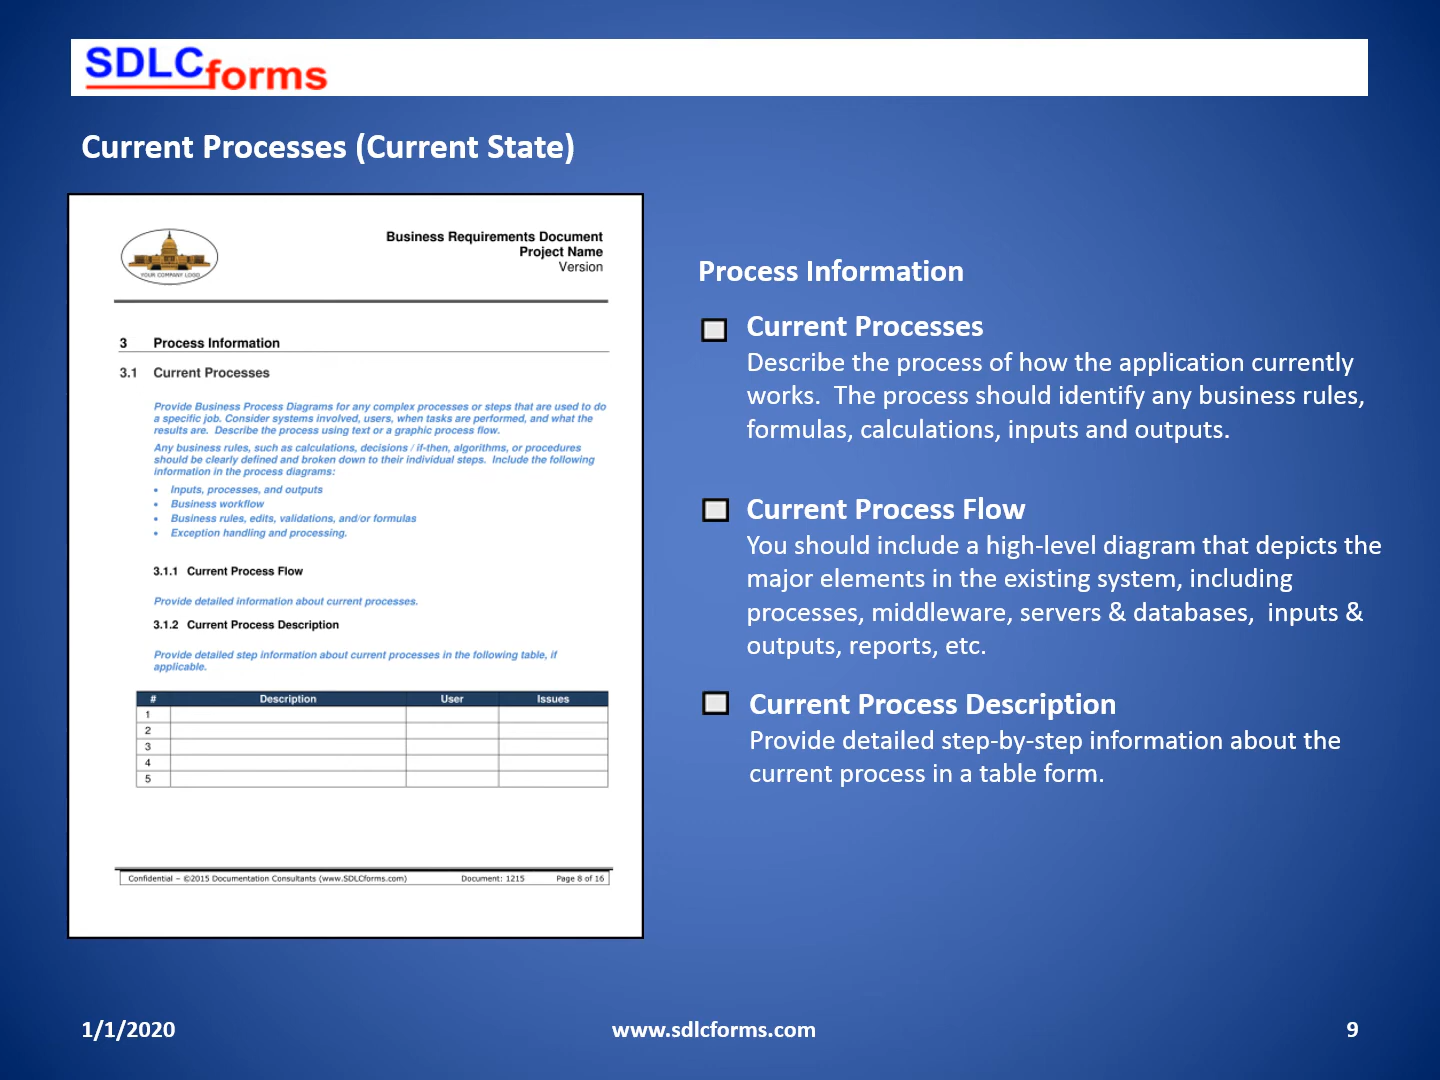 SDLCforms
Current Processes (Current State)
YOUR COMPANY LOGO
Business Requirements Document
Project Name
Version
3 Process Information
3.1 Current Processes
Provide Business Process Diagrams for any complex processes or steps that are used to do
a specific job. Consider systems involved, users, when tasks are performed, and what the
results are. Describe the process using text or a graphic process flow.
Any business rules, such as calculations, decisions / if-then, algorithms, or procedures
should be clearly defined and broken down to their individual steps. Include the following
information in the process diagrams:
• Inputs, processes, and outputs
• Business workflow
• Business rules, edits, validations, and/or formulas
• Exception handling and processing.
3.1.1 Current Process Flow
Provide detailed information about current processes.
3.1.2 Current Process Description
Provide detailed step information about current processes in the following table, if
applicable.
# Description User Issues
1
2
3
4
5
Confidential – ©2015 Documentation Consultants (www.SDLCforms.com) Document: 1215 Page 8 of 16
Process Information
Current Processes
Describe the process of how the application currently
works. The process should identify any business rules,
formulas, calculations, inputs and outputs.
Current Process Flow
You should include a high-level diagram that depicts the
major elements in the existing system, including
processes, middleware, servers & databases, inputs &
outputs, reports, etc.
Current Process Description
Provide detailed step-by-step information about the
current process in a table form.
1/1/2020 www.sdlcforms.com 9